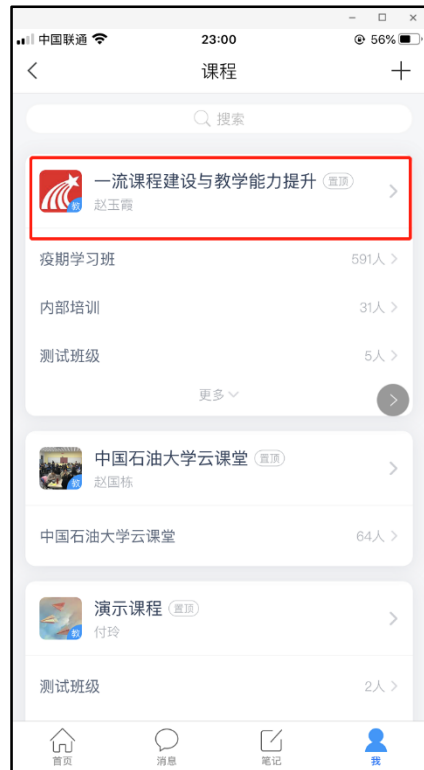 中国联通 23:00 56%
课程
搜索
一流课程建设与教学能力提升 置顶
教 赵玉霞
疫期学习班 591人
内部培训 31人
测试班级 5人
更多
中国石油大学云课堂 置顶
教 赵国栋
中国石油大学云课堂 64人
演示课程 置顶
教 付玲
测试班级 2人
首页 消息 笔记 我